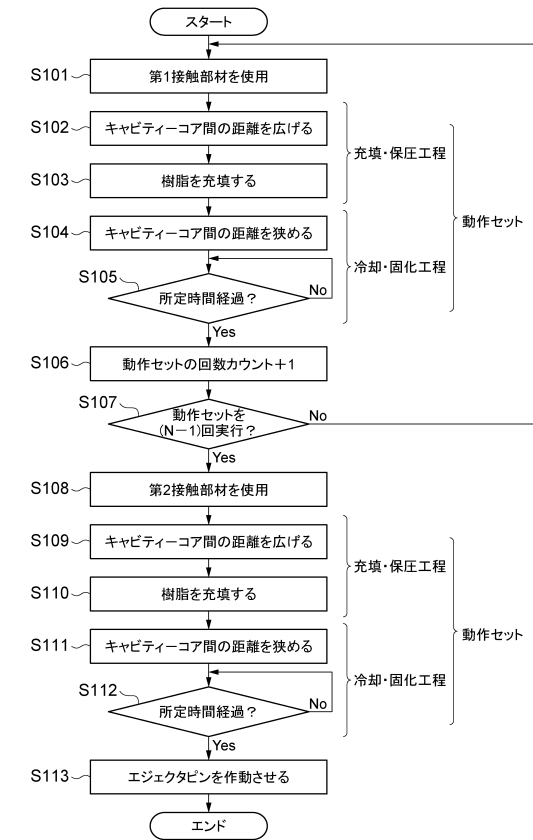 スタート
S101
第1接触部材を使用
S102
キャビティーコア間の距離を広げる
S103
樹脂を充填する
充填・保圧工程
S104
キャビティーコア間の距離を狭める
S105
所定時間経過？
No
Yes
冷却・固化工程
動作セット
S106
動作セットの回数カウント＋1
S107
動作セットを
(N－1)回実行？
No
Yes
S108
第2接触部材を使用
S109
キャビティーコア間の距離を広げる
S110
樹脂を充填する
充填・保圧工程
S111
キャビティーコア間の距離を狭める
S112
所定時間経過？
No
Yes
冷却・固化工程
動作セット
S113
エジェクタピンを作動させる
エンド